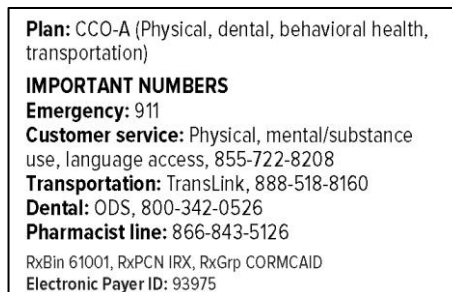 Plan: CCO-A (Physical, dental, behavioral health,
transportation)
IMPORTANT NUMBERS
Emergency: 911
Customer service: Physical, mental/substance
use, language access, 855-722-8208
Transportation: TransLink, 888-518-8160
Dental: ODS, 800-342-0526
Pharmacist line: 866-843-5126
RxBin 61001, RxPCN IRX, RxGrp CORMCAID
Electronic Payer ID: 93975